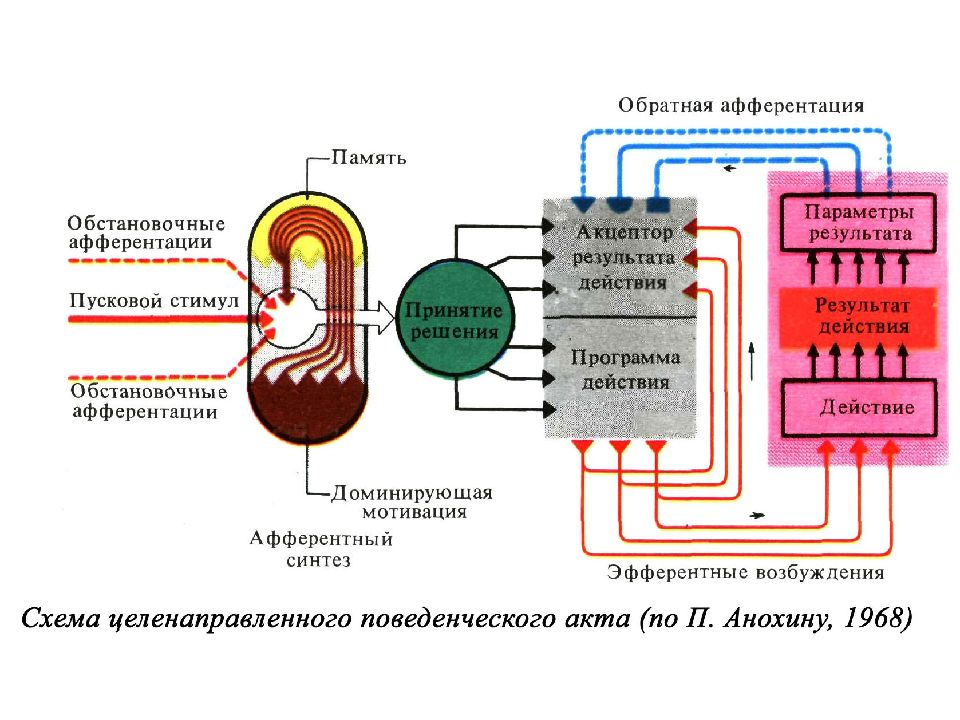 Обратная афферентация
Память
Обстановочные
афферентации
Пусковой стимул
Обстановочные
афферентации
Доминирующая
мотивация
Афферентный
синтез
Принятие
решения
Акцептор
результата
действия
Программа
действия
Параметры
результата
Результат
действия
Действие
Эфферентные возбуждения
Схема целенаправленного поведенческого акта (по П. Анохину, 1968)